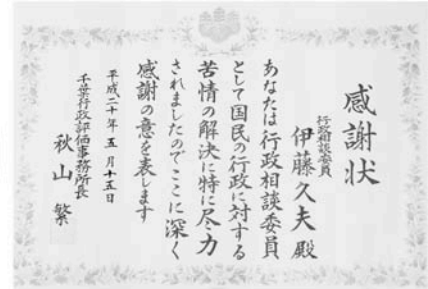 感謝状
行政相談委員
伊藤久夫殿
あなたは行政相談委員
として国民の行政に対する
苦情の解決に特に尽力
されましたのでここに深く
感謝の意を表します
平成二十年五月十五日
千葉行政評価事務所長
秋山繁